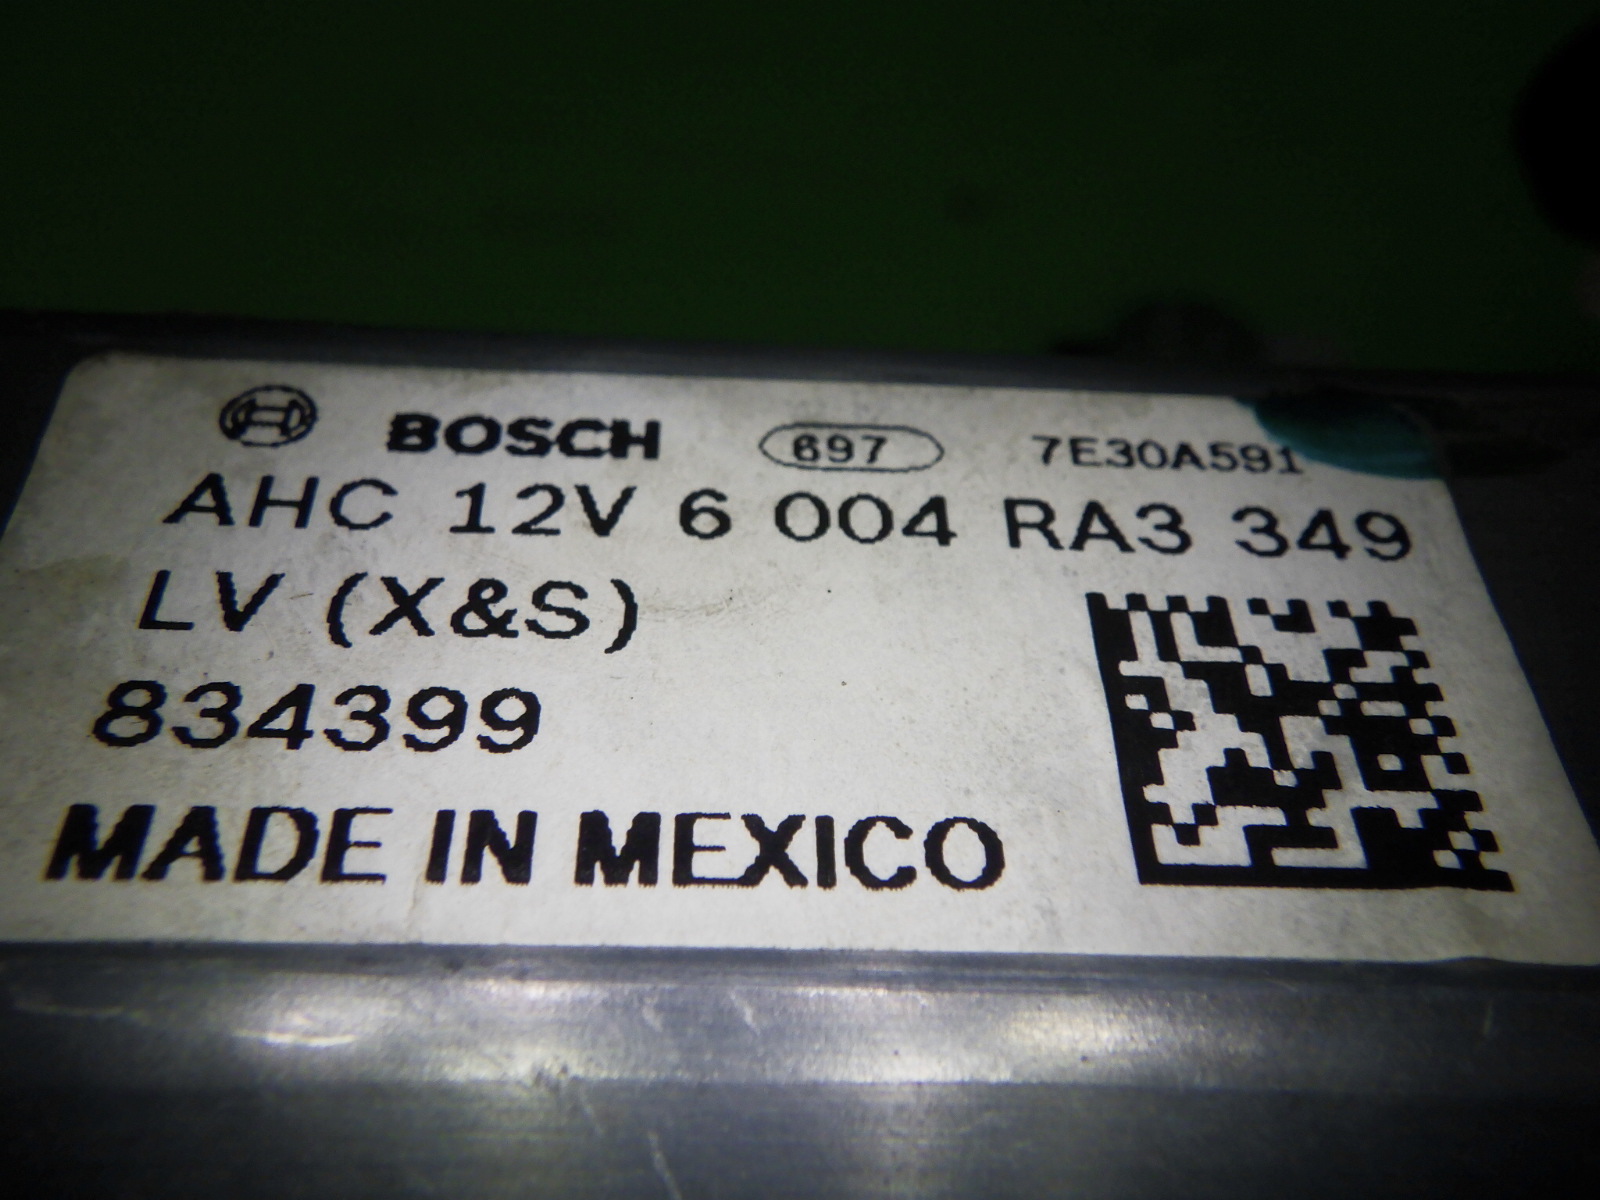 BOSCH 697 7E30A591
AHC 12V 6 004 RA3 349
LV (X&S)
834399
MADE IN MEXICO